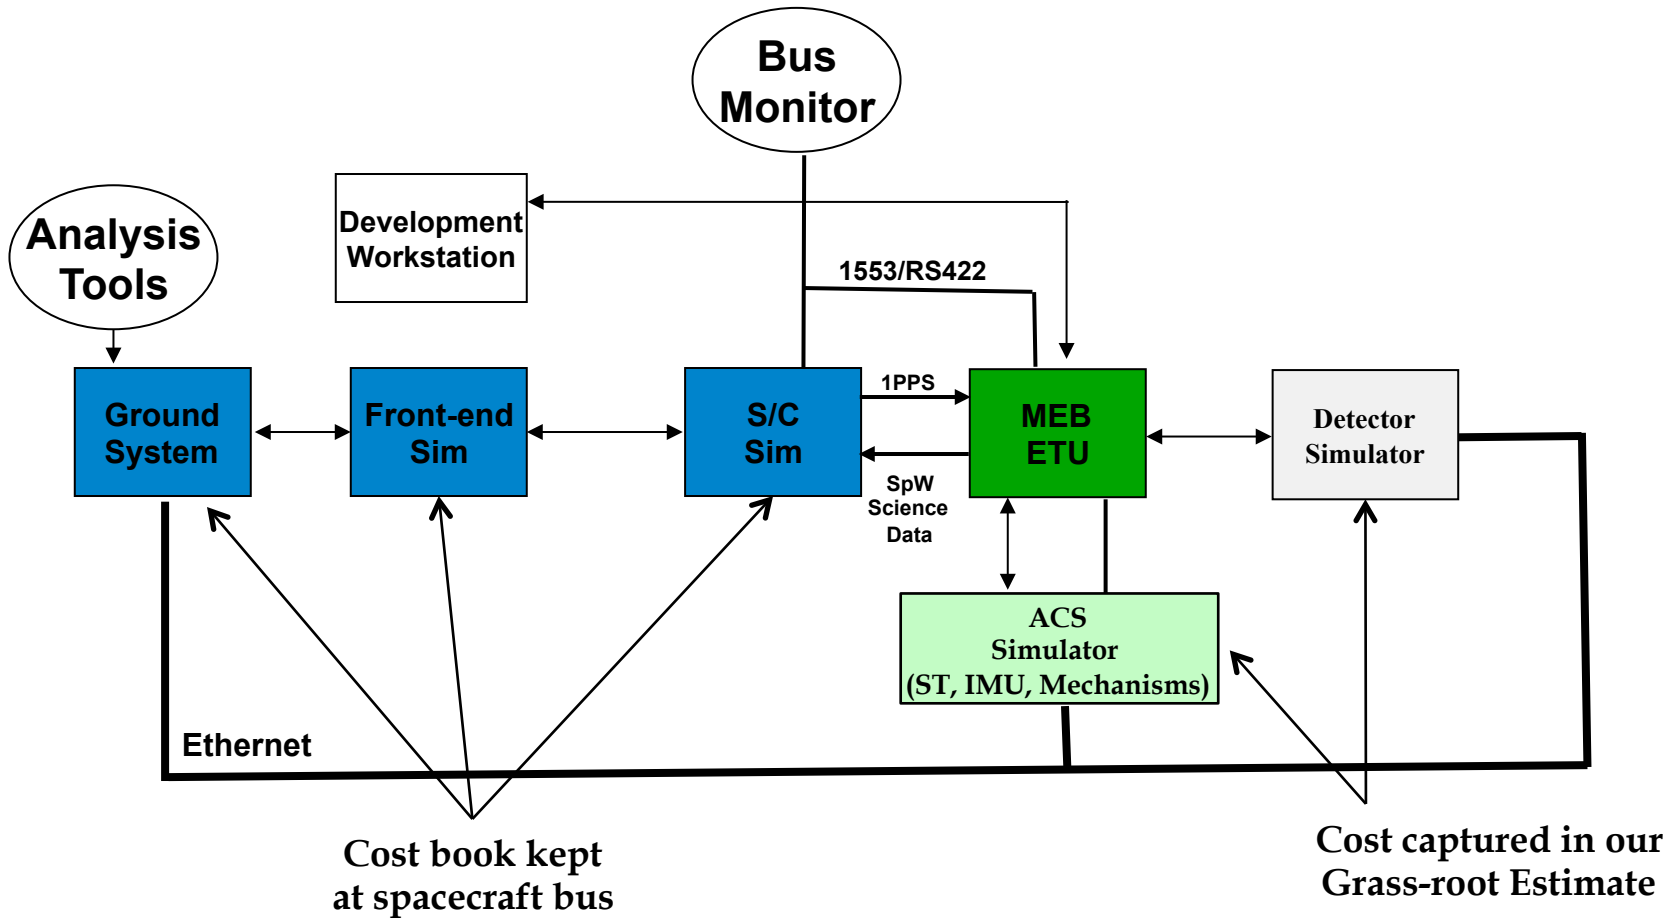 Bus
Monitor
Analysis
Tools
Development
Workstation
1553/RS422
Ground
System
Front-end
Sim
S/C
Sim
1PPS
SpW
Science
Data
MEB
ETU
Detector
Simulator
ACS
Simulator
(ST, IMU, Mechanisms)
Ethernet
Cost book kept
at spacecraft bus
Cost captured in our
Grass-root Estimate